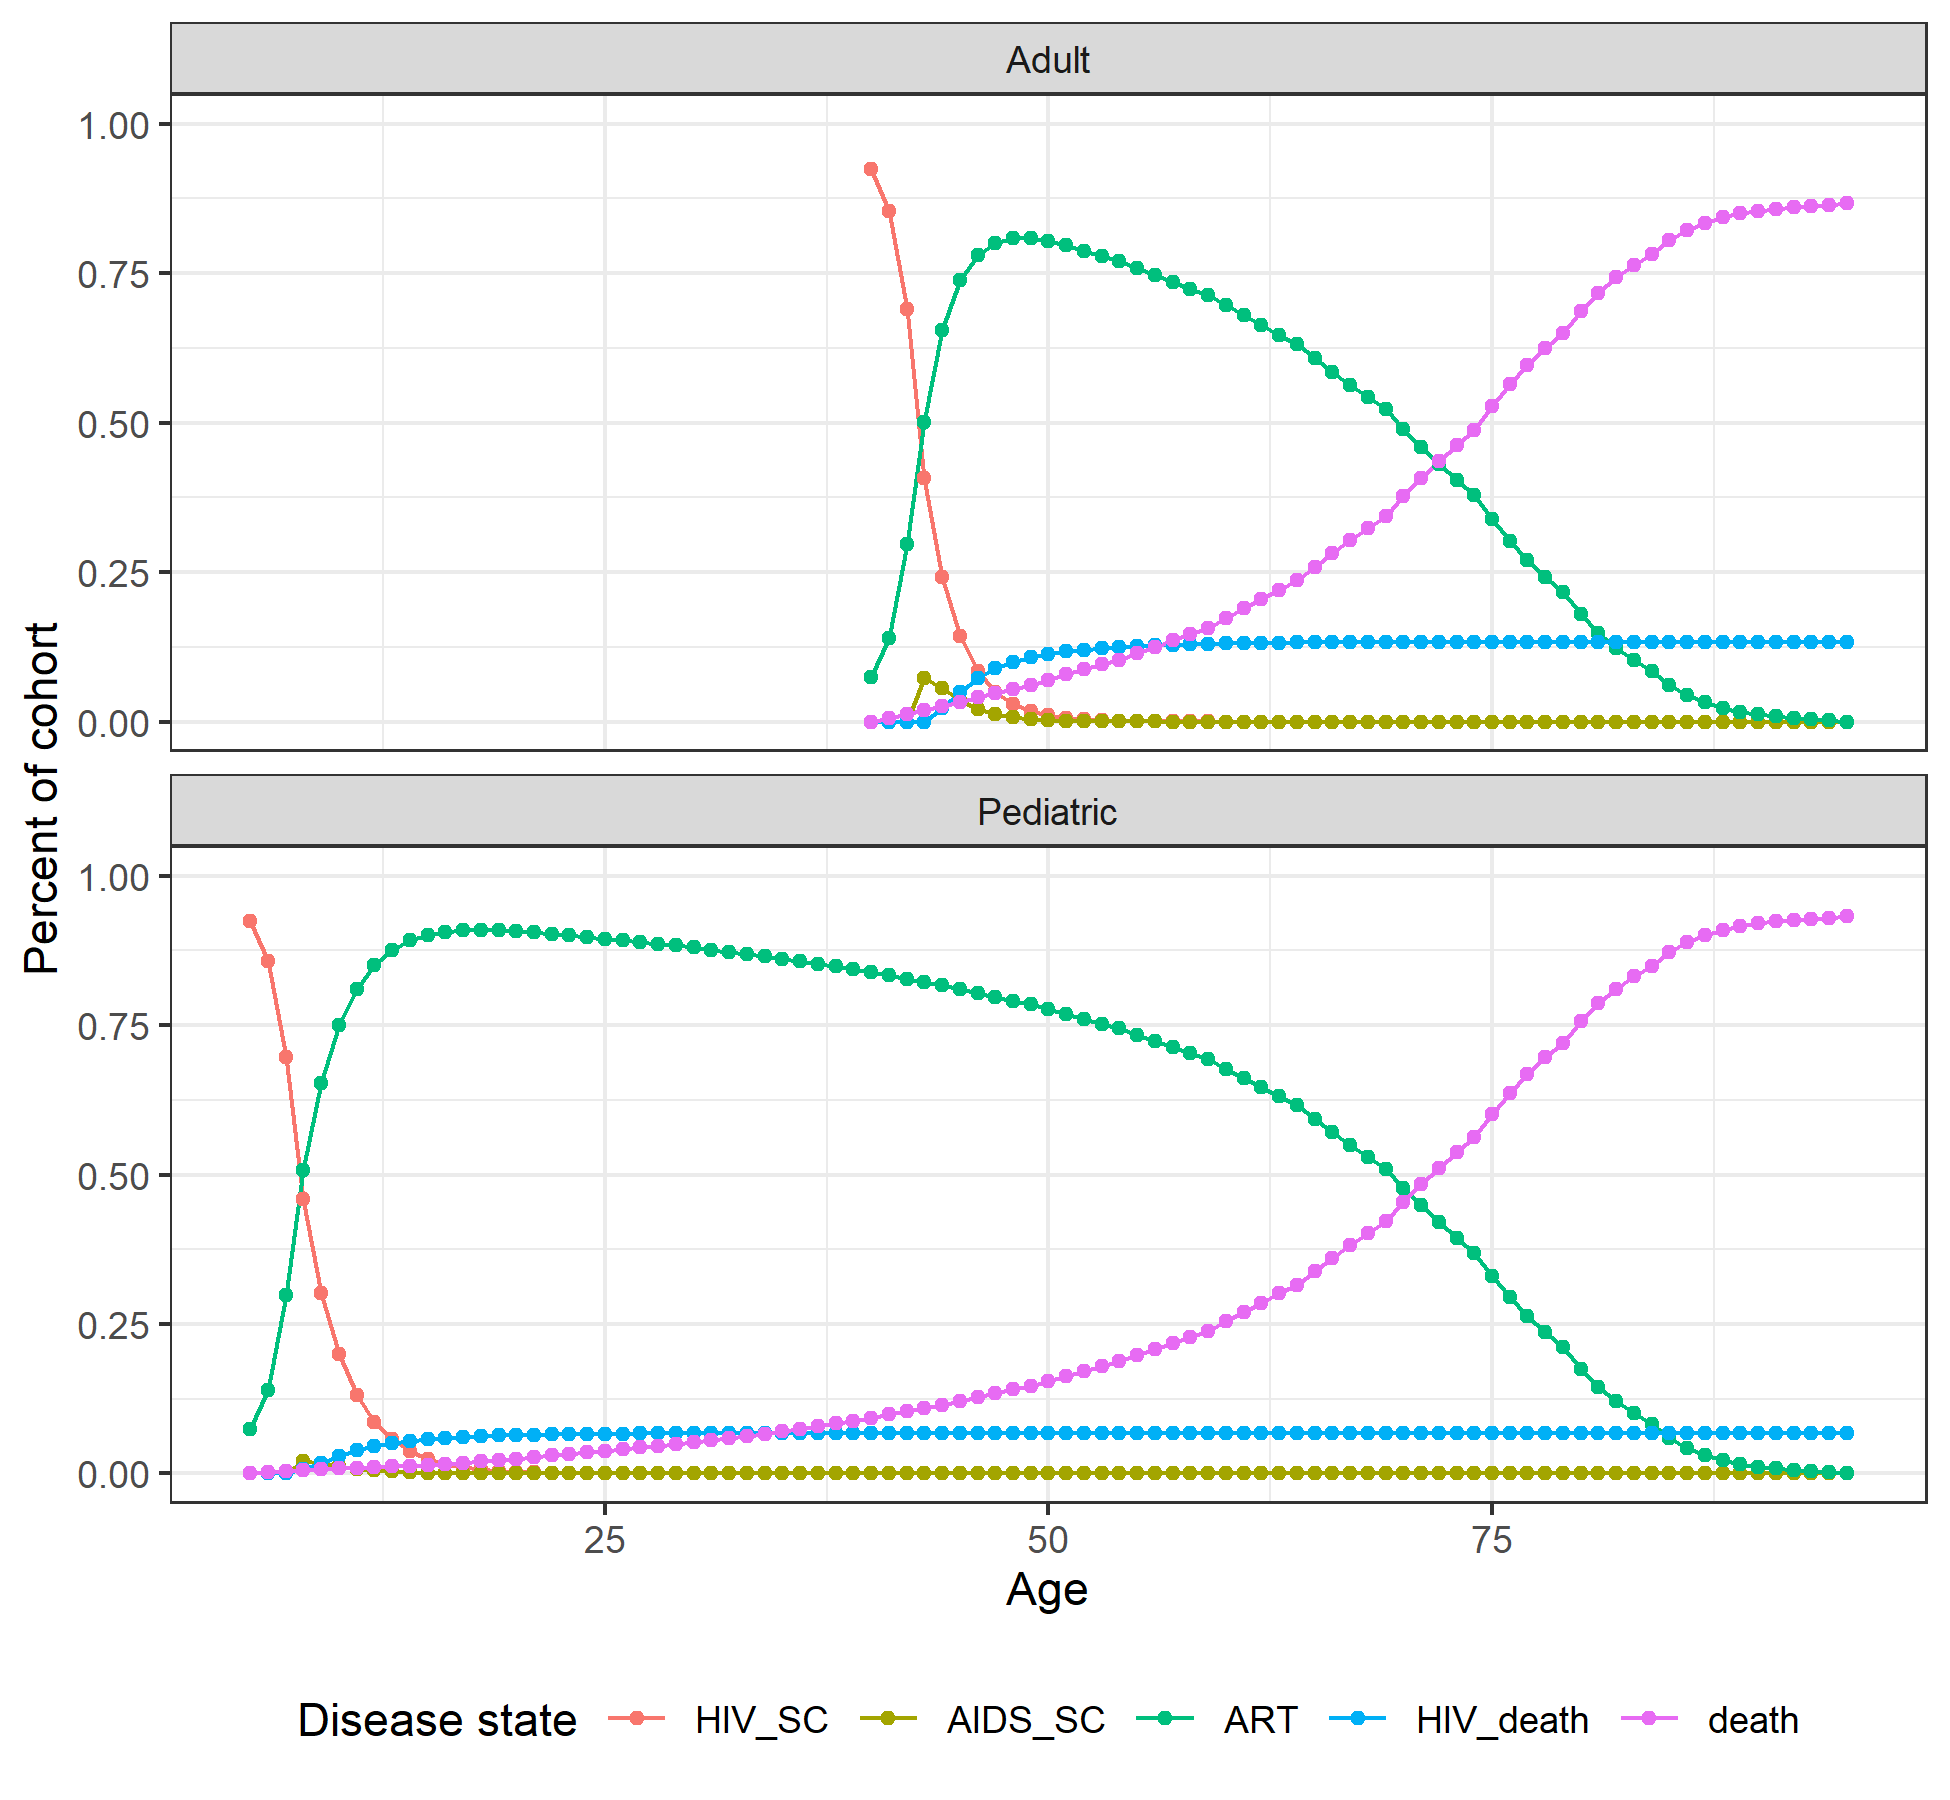 Adult
1.00
0.75
0.50
0.25
0.00
Percent of cohort
Pediatric
1.00
0.75
0.50
0.25
0.00
25 50 75
Age
Disease state HIV_SC AIDS_SC ART HIV_death death